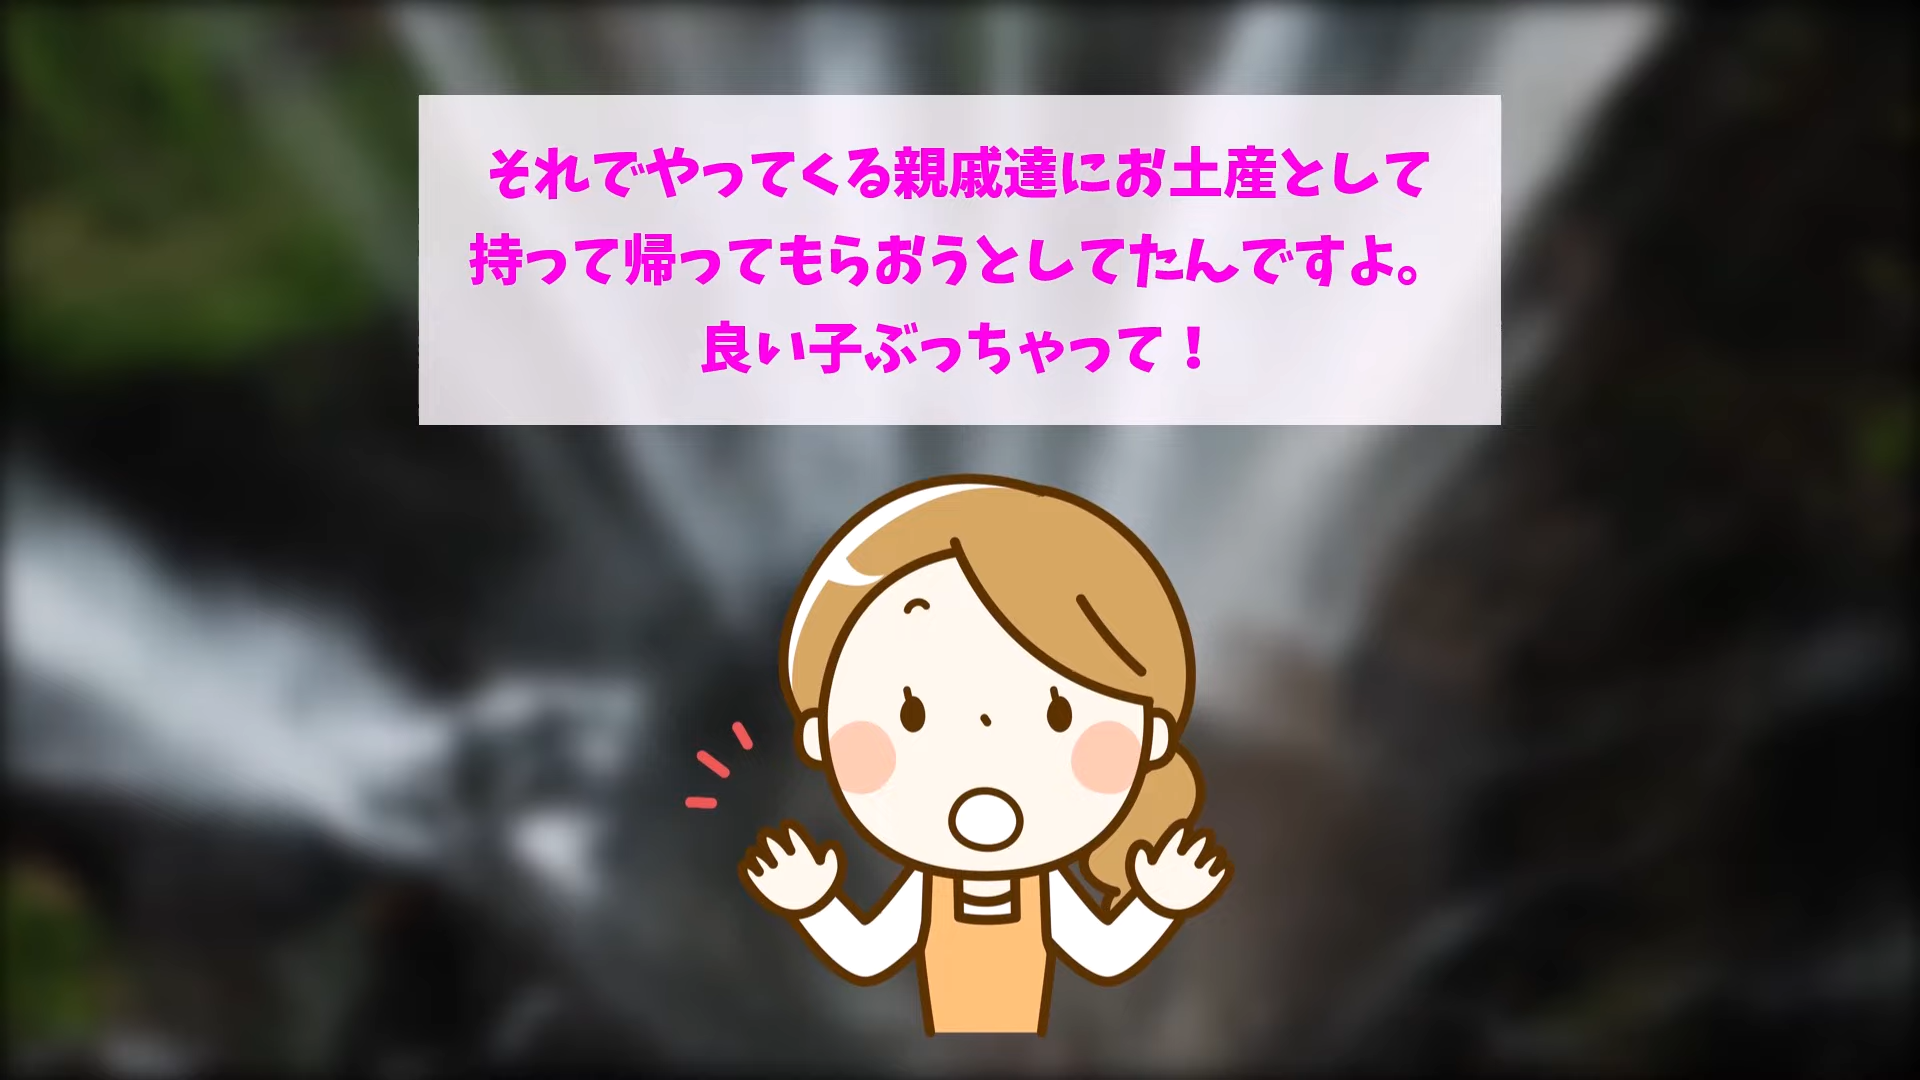 それでやってくる親戚達にお土産として
持って帰ってもらおうとしてたんですよ。
良い子ぶっちゃって！